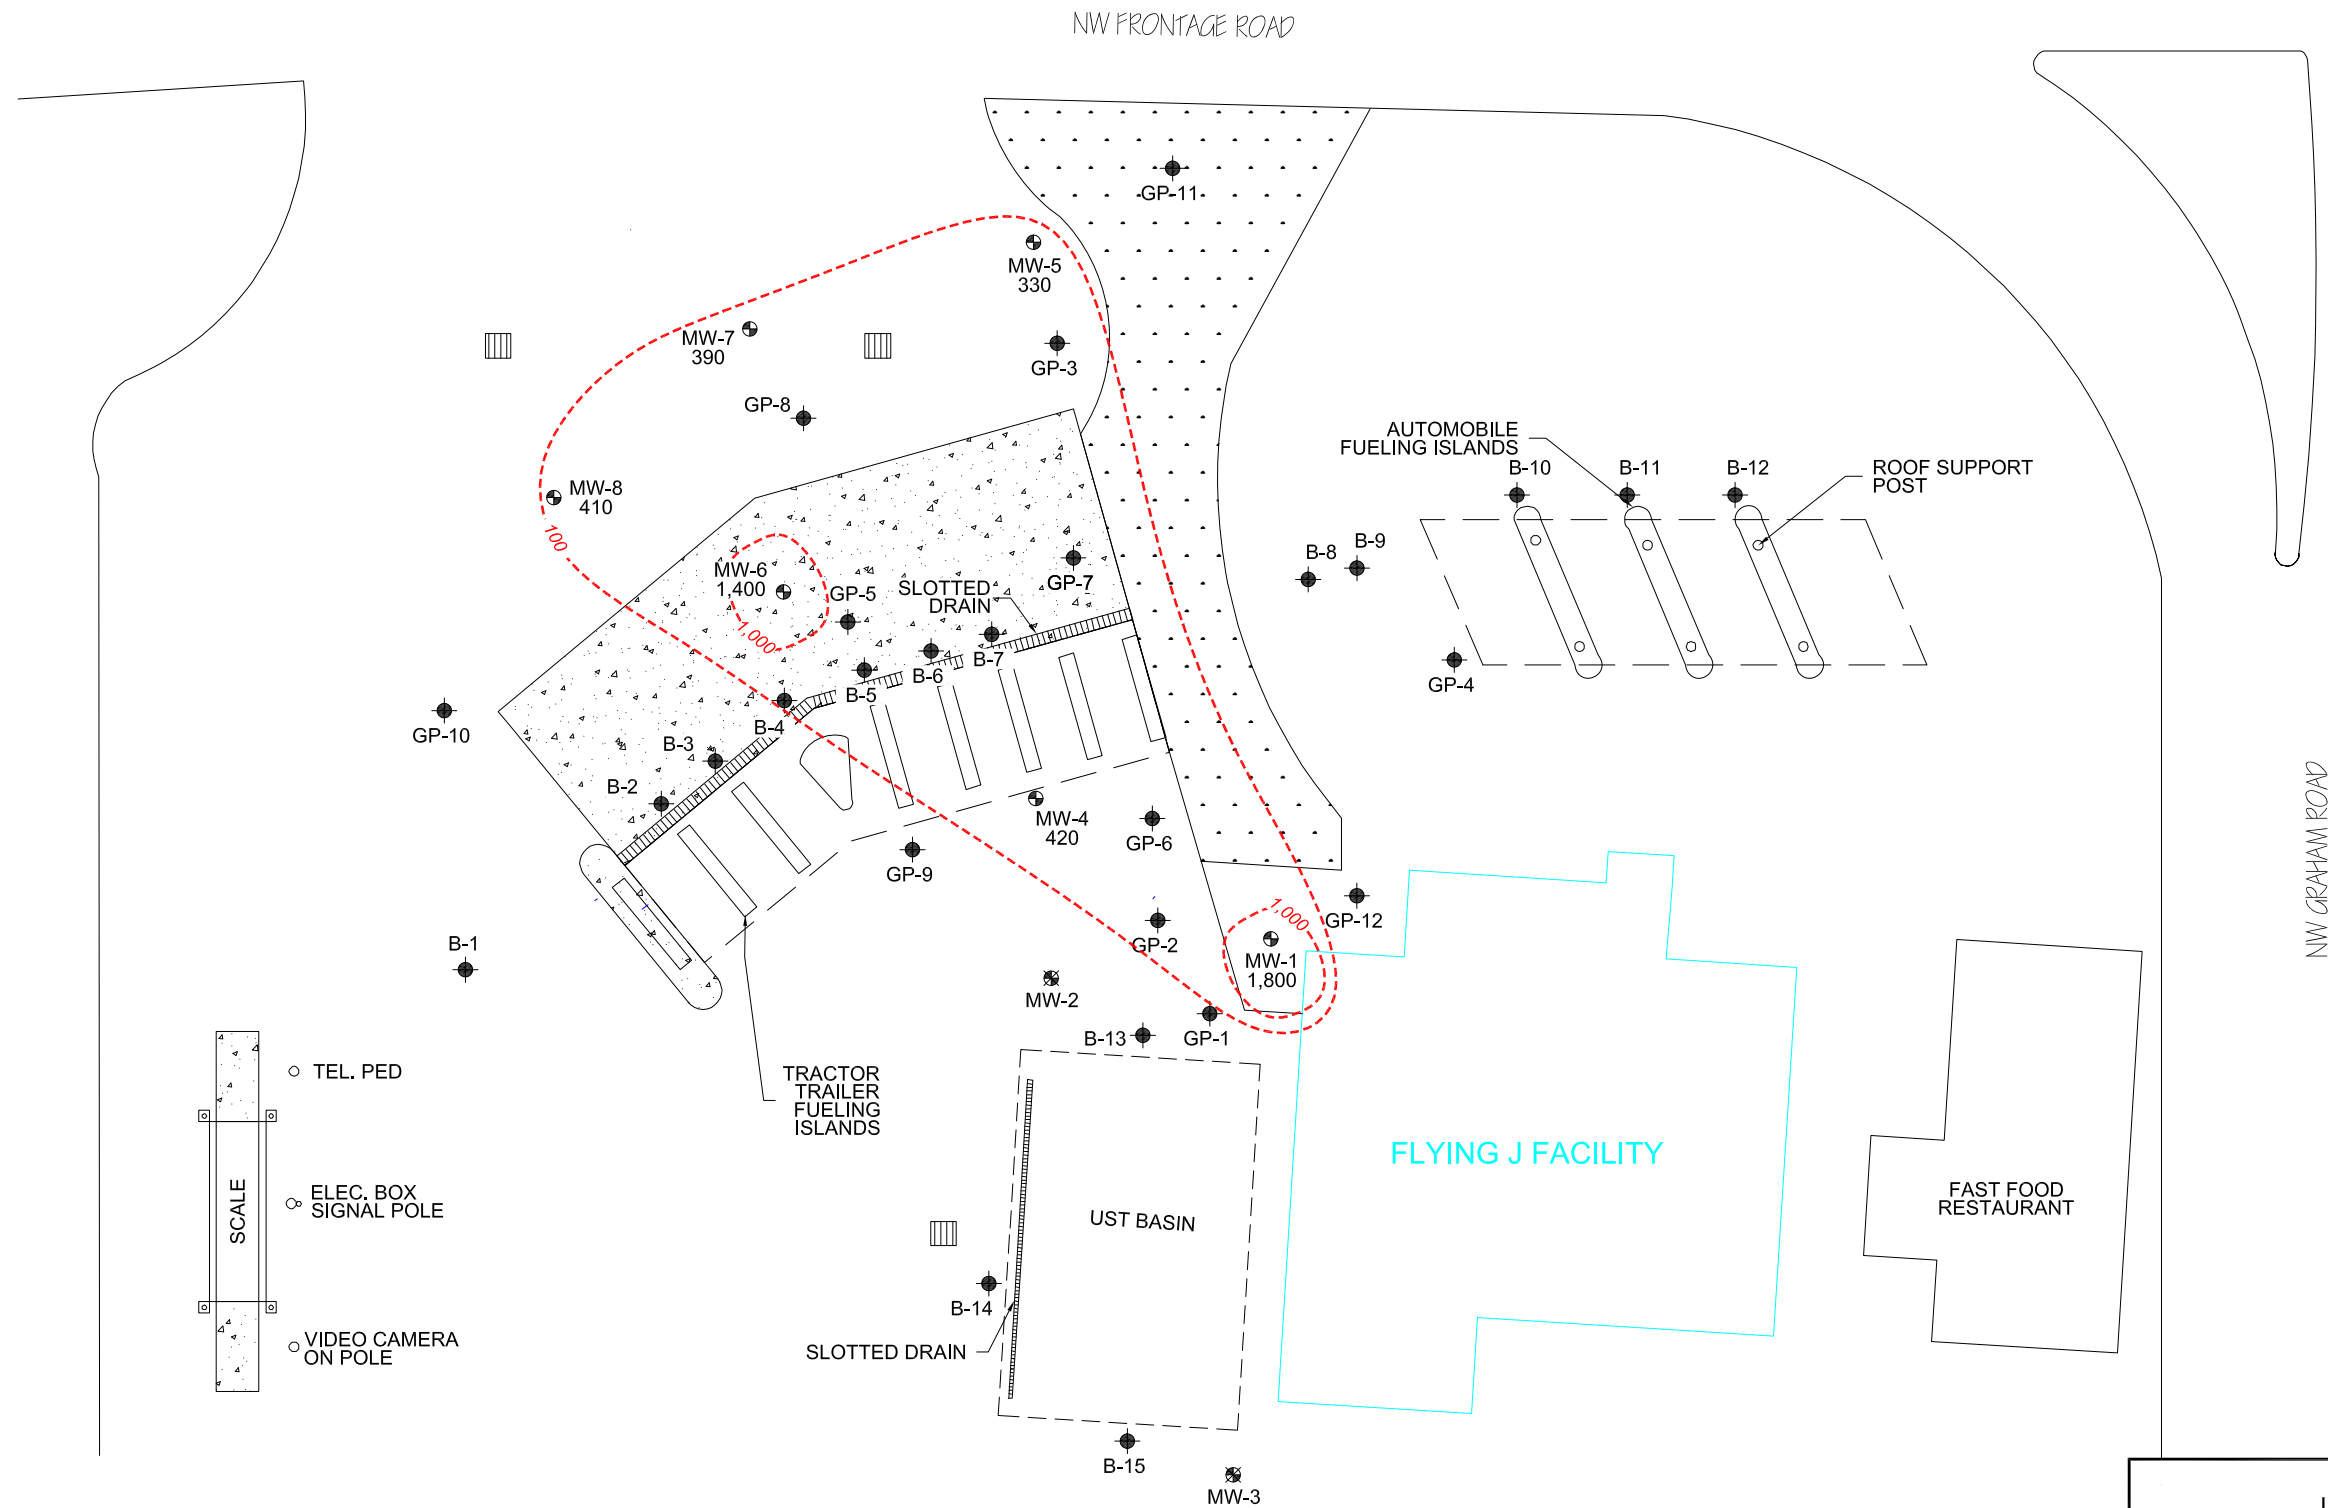 NW FRONTAGE ROAD
GP-11
MW-5
330
MW-7
390
GP-3
GP-8
AUTOMOBILE
FUELING ISLANDS
B-10
B-11
B-12
ROOF SUPPORT
POST
MW-8
410
100
B-8
B-9
MW-6
1,400
GP-5
SLOTTED
DRAIN
GP-7
1,000
B-7
B-6
B-5
GP-4
GP-10
B-4
B-3
B-2
MW-4
420
GP-6
GP-9
NW GRAHAM ROAD
1,000
GP-12
B-1
GP-2
MW-1
1,800
MW-2
B-13
GP-1
TEL. PED
TRACTOR
TRAILER
FUELING
ISLANDS
FLYING J FACILITY
ELEC. BOX
SIGNAL POLE
SCALE
UST BASIN
FAST FOOD
RESTAURANT
B-14
VIDEO CAMERA
ON POLE
SLOTTED DRAIN
B-15
MW-3